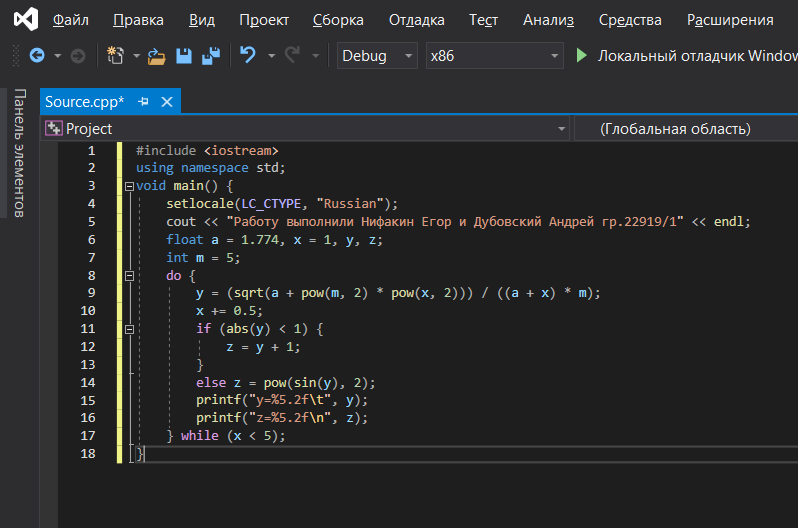 Файл Правка Вид Проект Сборка Отладка Тест Анализ Средства Расширения
Debug x86 Локальный отладчик Window
Панель элементов
Source.cpp*
Project (Глобальная область)
1 #include <iostream>
2 using namespace std;
3 void main() {
4 setlocale(LC_CTYPE, "Russian");
5 cout << "Работу выполнили Нифакин Егор и Дубовский Андрей гр.22919/1" << endl;
6 float a = 1.774, x = 1, y, z;
7 int m = 5;
8 do {
9 y = (sqrt(a + pow(m, 2) * pow(x, 2))) / ((a + x) * m);
10 x += 0.5;
11 if (abs(y) < 1) {
12 z = y + 1;
13 }
14 else z = pow(sin(y), 2);
15 printf("y=%5.2f\t", y);
16 printf("z=%5.2f\n", z);
17 } while (x < 5);
18 }